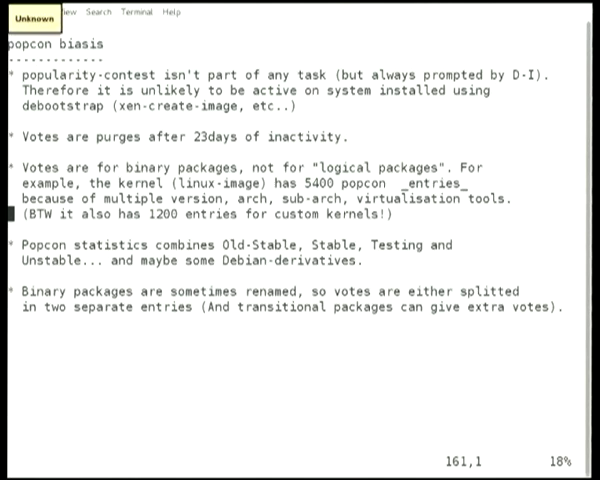 Unknown
iew Search Terminal Help
popcon biasis
-------------
* popularity-contest isn't part of any task (but always prompted by D-I).
Therefore it is unlikely to be active on system installed using
debootstrap (xen-create-image, etc..)
* Votes are purges after 23days of inactivity.
* Votes are for binary packages, not for "logical packages". For
example, the kernel (linux-image) has 5400 popcon _entries_
because of multiple version, arch, sub-arch, virtualisation tools.
(BTW it also has 1200 entries for custom kernels!)
* Popcon statistics combines Old-Stable, Stable, Testing and
Unstable... and maybe some Debian-derivatives.
* Binary packages are sometimes renamed, so votes are either splitted
in two separate entries (And transitional packages can give extra votes).
161,1 18%